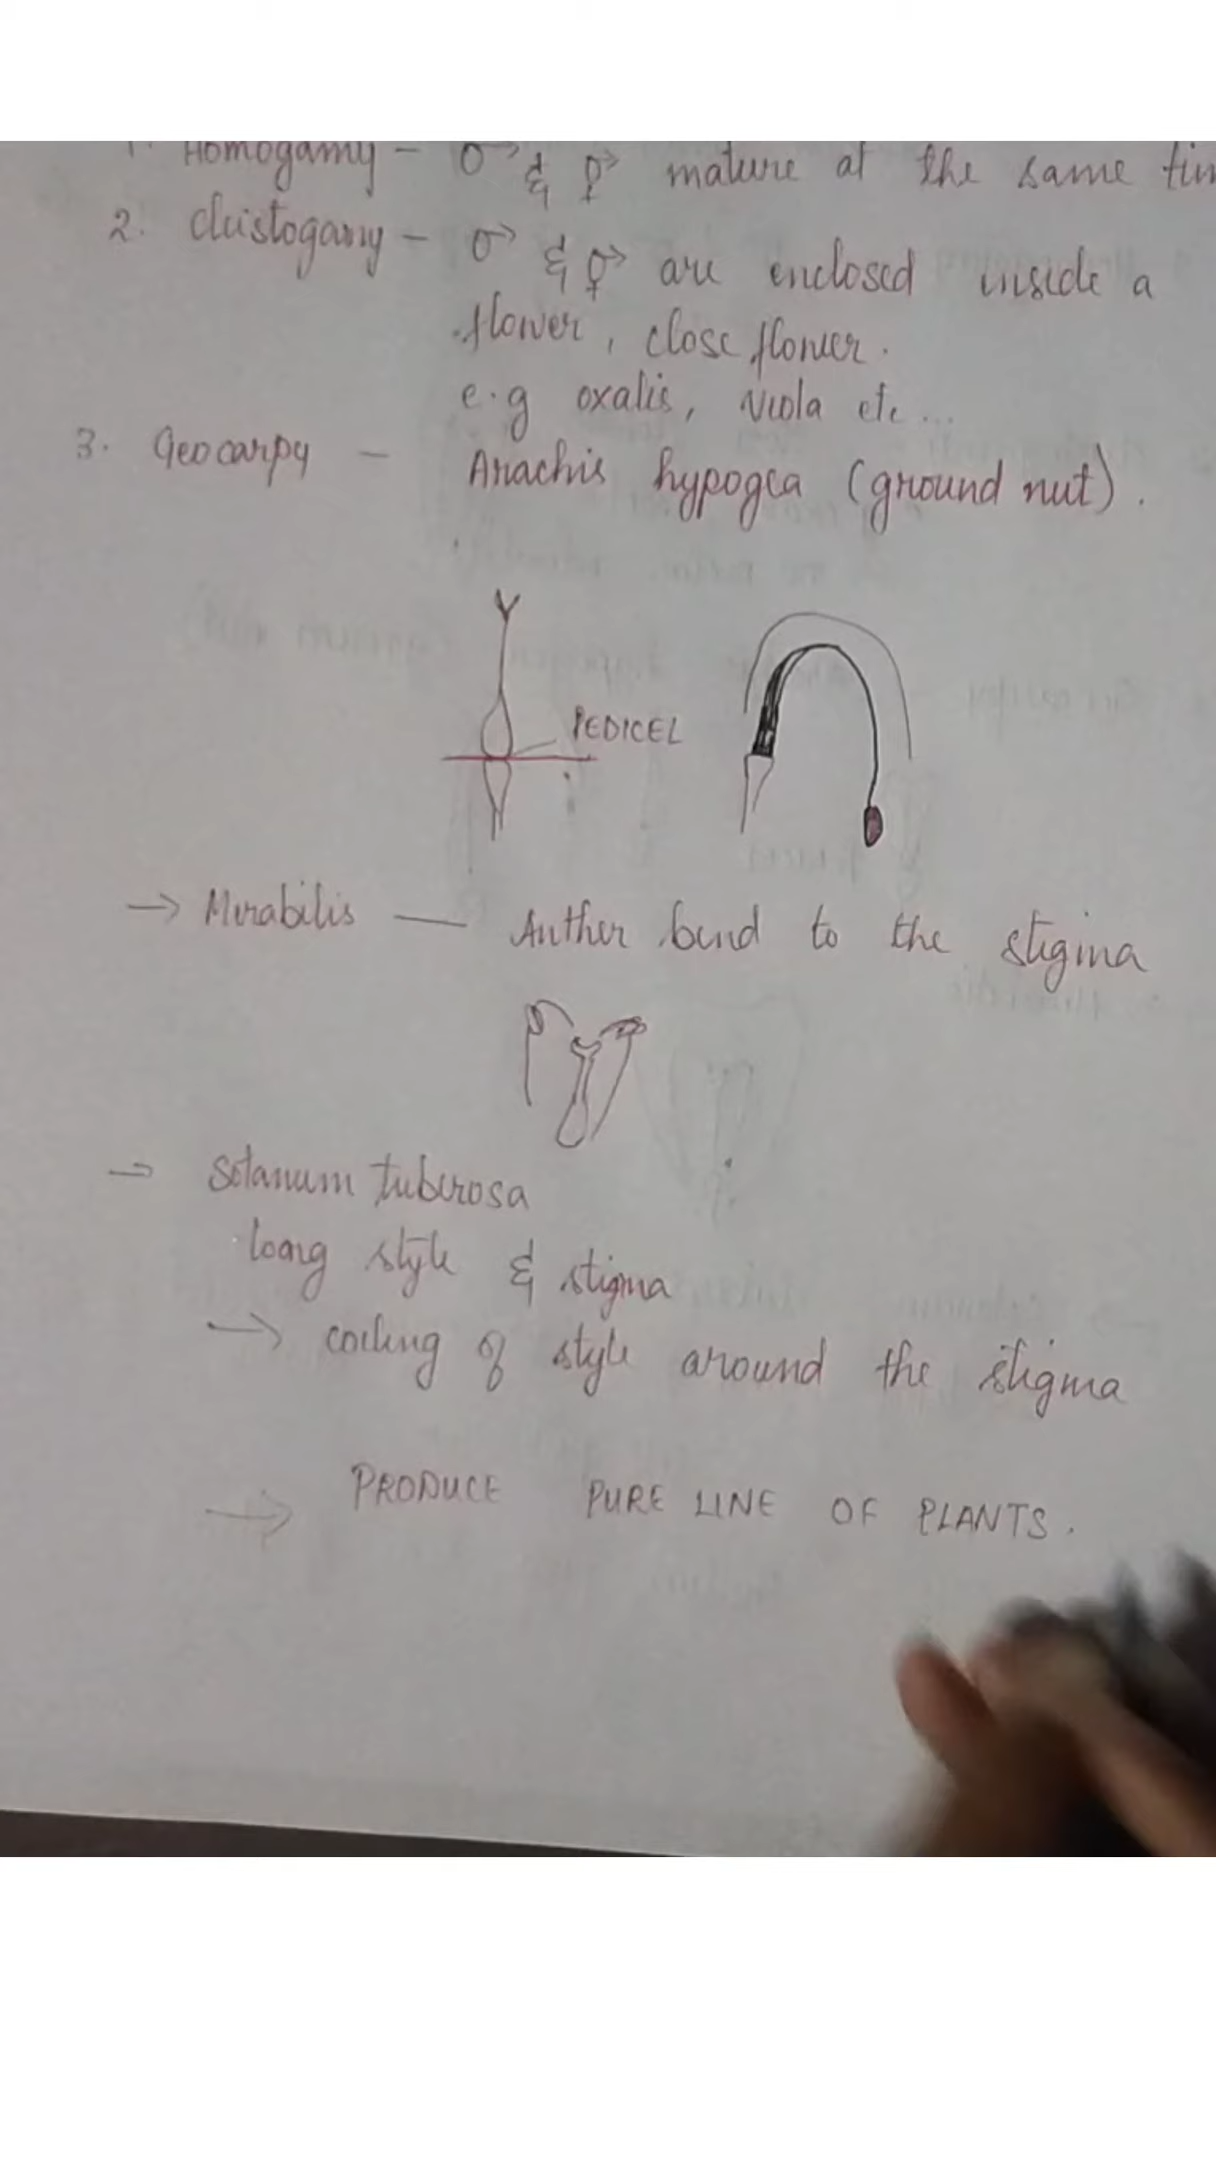 1. Homogamy - ♂ & ♀ mature at the same
2. Cleistogamy - ♂ & ♀ are enclosed inside a
flower, close flower.
e.g oxalis, Viola etc...
3. Geocarpy - Arachis hypogea (ground nut).
PEDICEL
→ Mirabilis — Anther bend to the stigma
→ Solanum tuberosa
long style & stigma
→ coiling of style around the stigma
→ PRODUCE PURE LINE OF PLANTS.